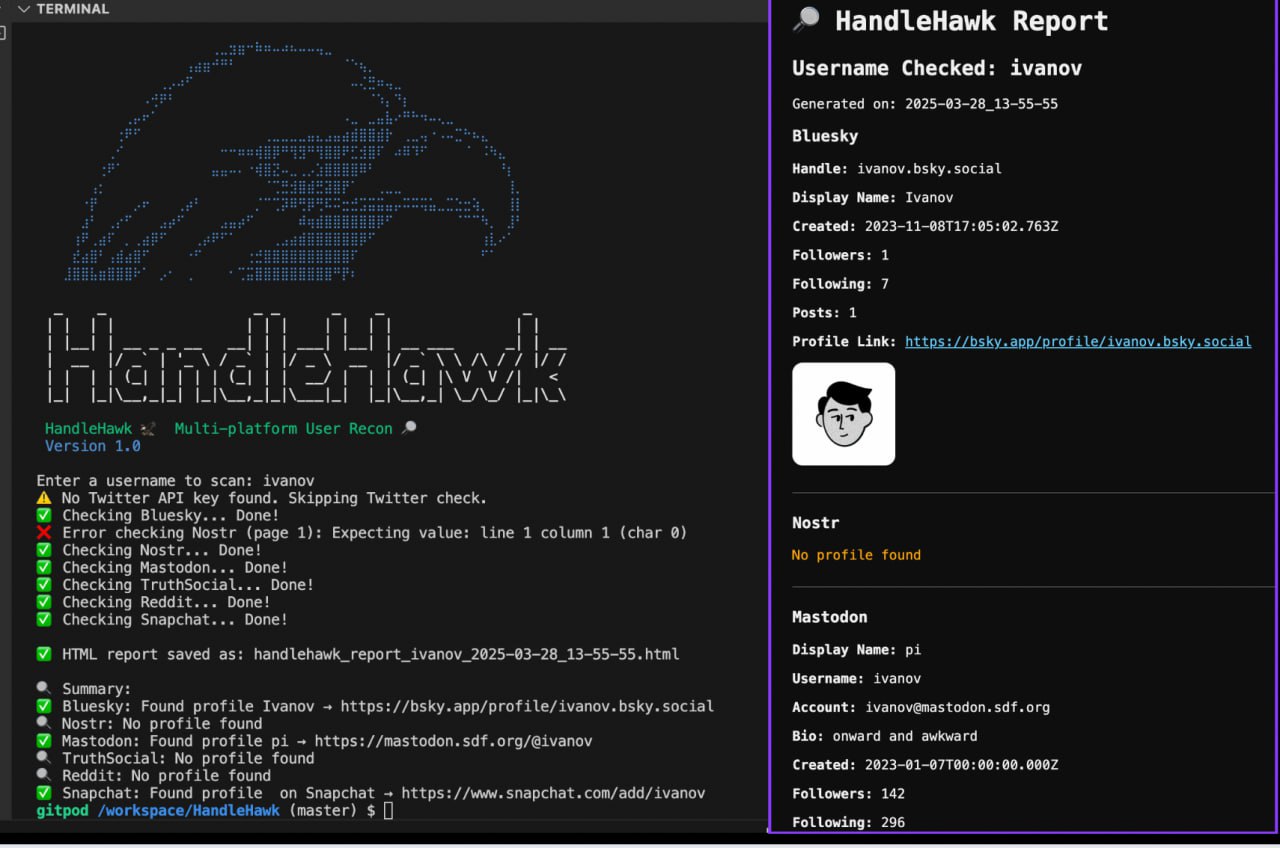 TERMINAL
HandleHawk
HandleHawk Multi-platform User Recon
Version 1.0
Enter a username to scan: ivanov
No Twitter API key found. Skipping Twitter check.
Checking Bluesky... Done!
Error checking Nostr (page 1): Expecting value: line 1 column 1 (char 0)
Checking Nostr... Done!
Checking Mastodon... Done!
Checking TruthSocial... Done!
Checking Reddit... Done!
Checking Snapchat... Done!
HTML report saved as: handlehawk_report_ivanov_2025-03-28_13-55-55.html
Summary:
Bluesky: Found profile Ivanov → https://bsky.app/profile/ivanov.bsky.social
Nostr: No profile found
Mastodon: Found profile pi → https://mastodon.sdf.org/@ivanov
TruthSocial: No profile found
Reddit: No profile found
Snapchat: Found profile  on Snapchat → https://www.snapchat.com/add/ivanov
gitpod /workspace/HandleHawk (master) $
HandleHawk Report
Username Checked: ivanov
Generated on: 2025-03-28_13-55-55
Bluesky
Handle: ivanov.bsky.social
Display Name: Ivanov
Created: 2023-11-08T17:05:02.763Z
Followers: 1
Following: 7
Posts: 1
Profile Link: https://bsky.app/profile/ivanov.bsky.social
Nostr
No profile found
Mastodon
Display Name: pi
Username: ivanov
Account: ivanov@mastodon.sdf.org
Bio: onward and awkward
Created: 2023-01-07T00:00:00.000Z
Followers: 142
Following: 296